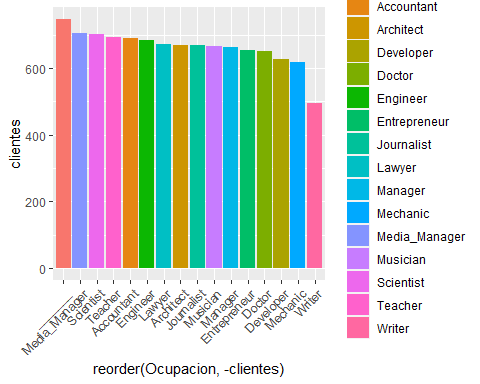 clientes
600
400
200
0
Media_Manager
Scientist
Teacher
Accountant
Engineer
Lawyer
Architect
Journalist
Musician
Manager
Entrepreneur
Doctor
Developer
Mechanic
Writer
reorder(Ocupacion, -clientes)
Accountant
Architect
Developer
Doctor
Engineer
Entrepreneur
Journalist
Lawyer
Manager
Mechanic
Media_Manager
Musician
Scientist
Teacher
Writer